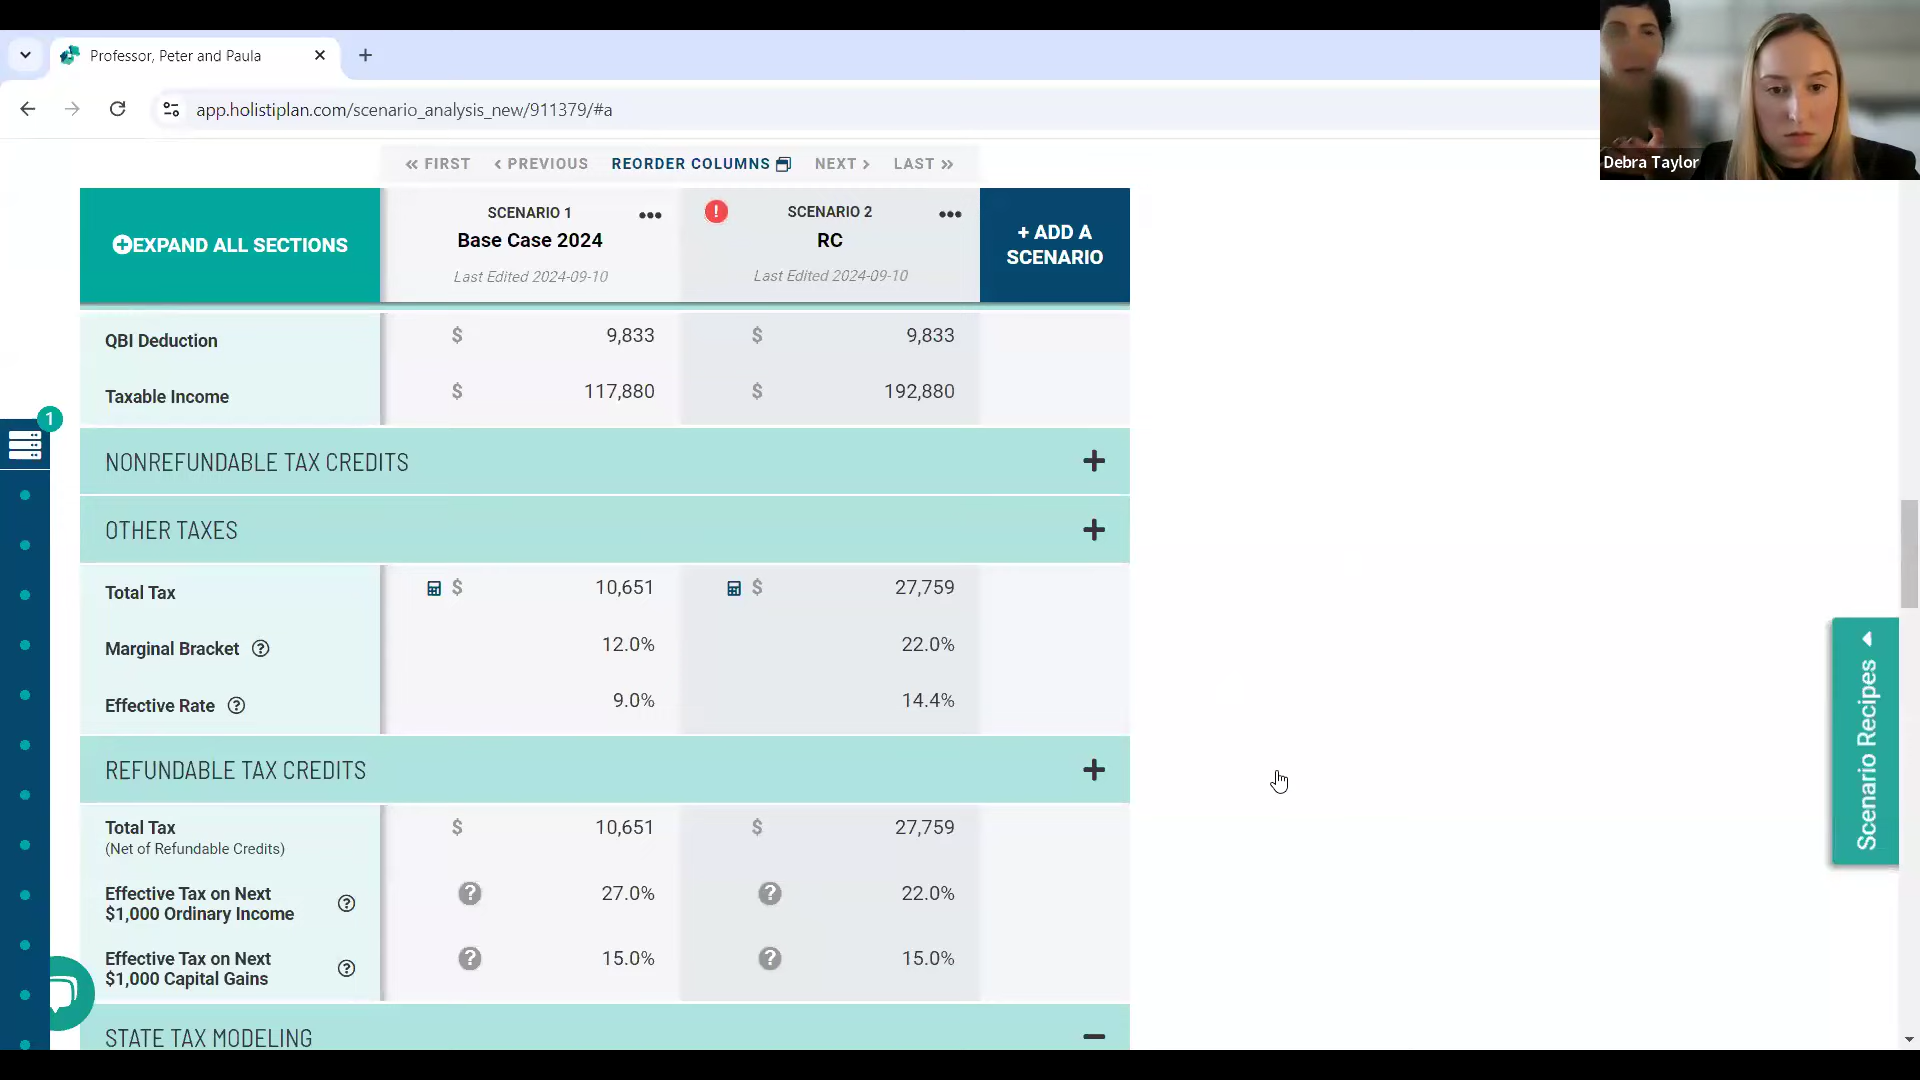 Professor, Peter and Paula
app.holistiplan.com/scenario_analysis_new/911379/#a
Debra Taylor
FIRST PREVIOUS REORDER COLUMNS NEXT LAST
EXPAND ALL SECTIONS
SCENARIO 1
Base Case 2024
Last Edited 2024-09-10
!
SCENARIO 2
RC
Last Edited 2024-09-10
+ ADD A
SCENARIO
QBI Deduction $ 9,833 $ 9,833
Taxable Income $ 117,880 $ 192,880
1
NONREFUNDABLE TAX CREDITS
OTHER TAXES
Total Tax $ 10,651 $ 27,759
Marginal Bracket ? 12.0% 22.0%
Effective Rate ? 9.0% 14.4%
REFUNDABLE TAX CREDITS
Total Tax $ 10,651 $ 27,759
(Net of Refundable Credits)
Effective Tax on Next
$1,000 Ordinary Income ? ? 27.0% ? 22.0%
Effective Tax on Next
$1,000 Capital Gains ? ? 15.0% ? 15.0%
STATE TAX MODELING
Scenario Recipes